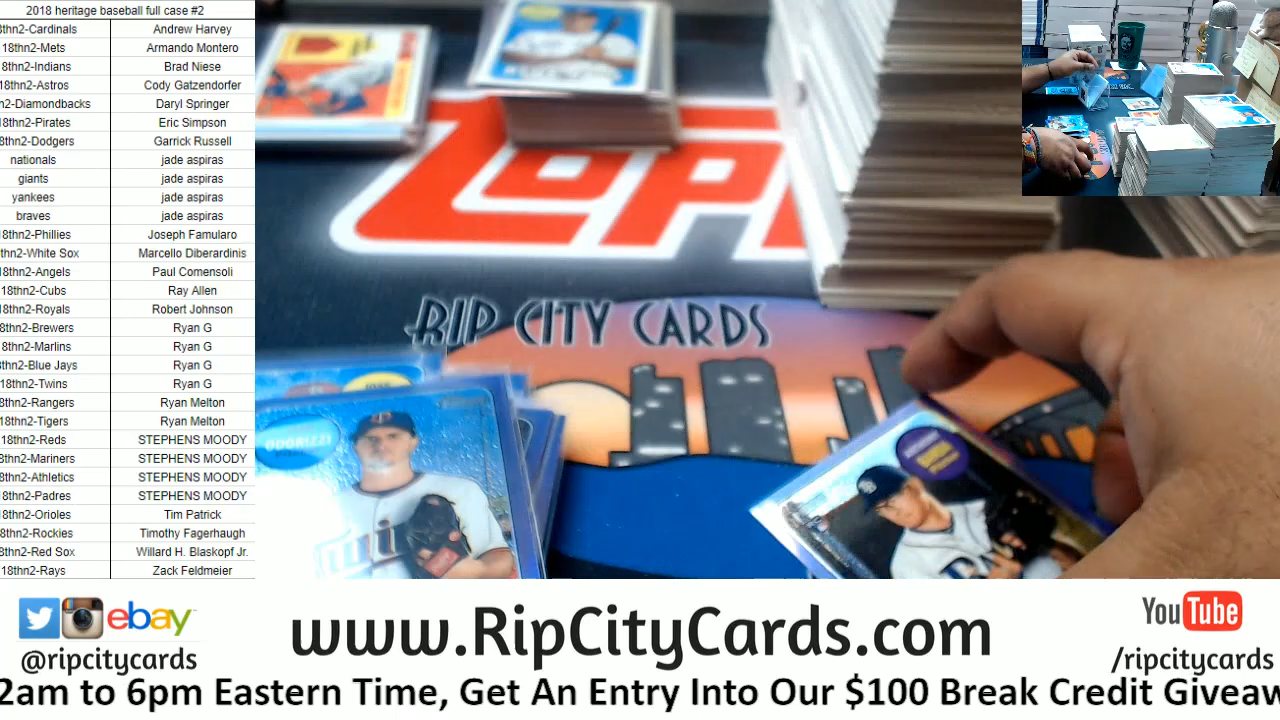 2018 heritage baseball full case #2
8thn2-Cardinals Andrew Harvey
18thn2-Mets Armando Montero
8thn2-Indians Brad Niese
18thn2-Astros Cody Gatzendorfer
n2-Diamondbacks Daryl Springer
8thn2-Pirates Eric Simpson
8thn2-Dodgers Garrick Russell
nationals jade aspiras
giants jade aspiras
yankees jade aspiras
braves jade aspiras
18thn2-Phillies Joseph Famularo
thn2-White Sox Marcello Diberardinis
18thn2-Angels Paul Comensoli
18thn2-Cubs Ray Allen
18thn2-Royals Robert Johnson
8thn2-Brewers Ryan G
18thn2-Marlins Ryan G
8thn2-Blue Jays Ryan G
18thn2-Twins Ryan G
8thn2-Rangers Ryan Melton
18thn2-Tigers Ryan Melton
18thn2-Reds STEPHENS MOODY
8thn2-Mariners STEPHENS MOODY
8thn2-Athletics STEPHENS MOODY
8thn2-Padres STEPHENS MOODY
18thn2-Orioles Tim Patrick
8thn2-Rockies Timothy Fagerhaugh
8thn2-Red Sox Willard H. Blaskopf Jr.
18thn2-Rays Zack Feldmeier
TOPP
RIP CITY CARDS
ODORIZZI
ebay
@ripcitycards
www.RipCityCards.com
YouTube
/ripcitycards
2am to 6pm Eastern Time, Get An Entry Into Our $100 Break Credit Giveaw